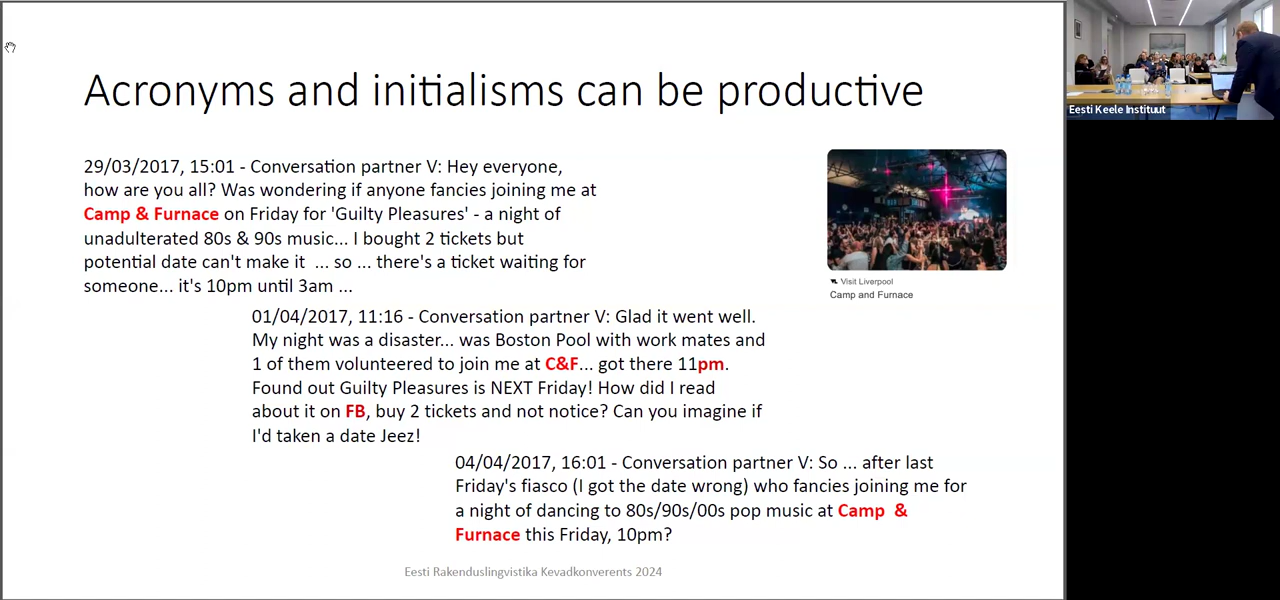 Acronyms and initialisms can be productive
29/03/2017, 15:01 - Conversation partner V: Hey everyone,
how are you all? Was wondering if anyone fancies joining me at
Camp & Furnace on Friday for 'Guilty Pleasures' - a night of
unadulterated 80s & 90s music... I bought 2 tickets but
potential date can't make it ... so ... there's a ticket waiting for
someone... it's 10pm until 3am ...
Visit Liverpool
Camp and Furnace
01/04/2017, 11:16 - Conversation partner V: Glad it went well.
My night was a disaster... was Boston Pool with work mates and
1 of them volunteered to join me at C&F... got there 11pm.
Found out Guilty Pleasures is NEXT Friday! How did I read
about it on FB, buy 2 tickets and not notice? Can you imagine if
I'd taken a date Jeez!
04/04/2017, 16:01 - Conversation partner V: So ... after last
Friday's fiasco (I got the date wrong) who fancies joining me for
a night of dancing to 80s/90s/00s pop music at Camp &
Furnace this Friday, 10pm?
Eesti Rakenduslingvistika Kevadkonverents 2024
Eesti Keele Instituut